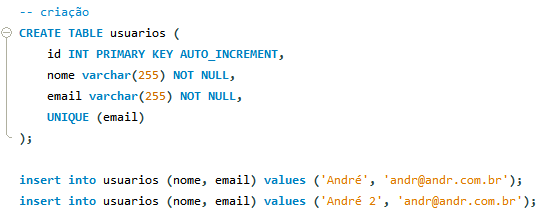 -- criação
CREATE TABLE usuarios (
id INT PRIMARY KEY AUTO_INCREMENT,
nome varchar(255) NOT NULL,
email varchar(255) NOT NULL,
UNIQUE (email)
);
insert into usuarios (nome, email) values ('André', 'andr@andr.com.br');
insert into usuarios (nome, email) values ('André 2', 'andr@andr.com.br');